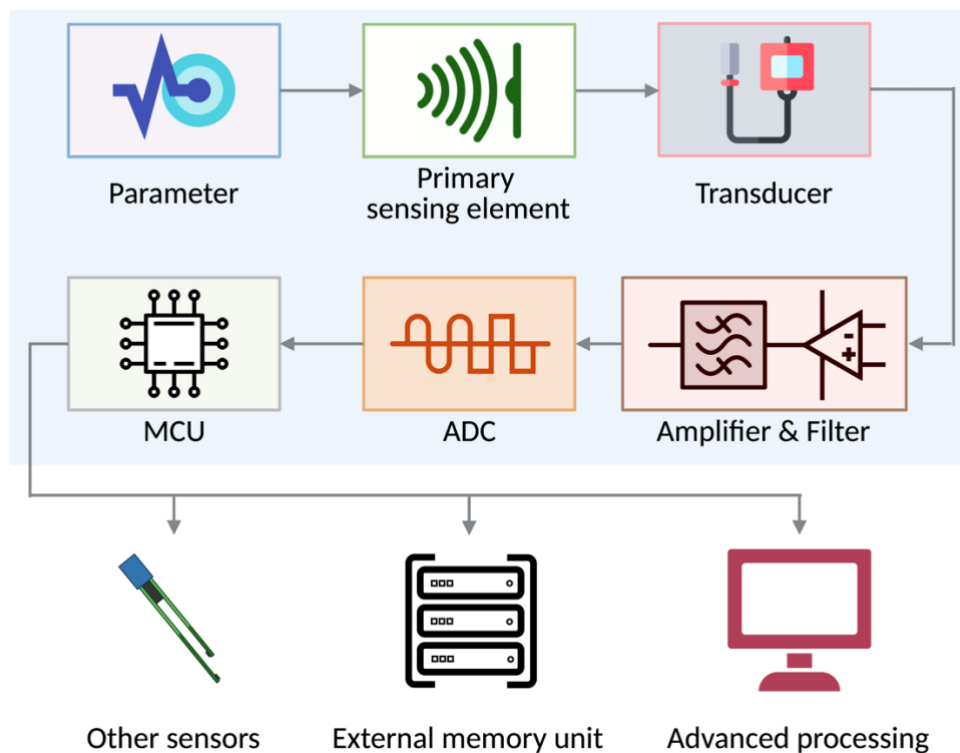 Parameter
Primary
sensing element
Transducer
MCU
ADC
Amplifier & Filter
Other sensors
External memory unit
Advanced processing